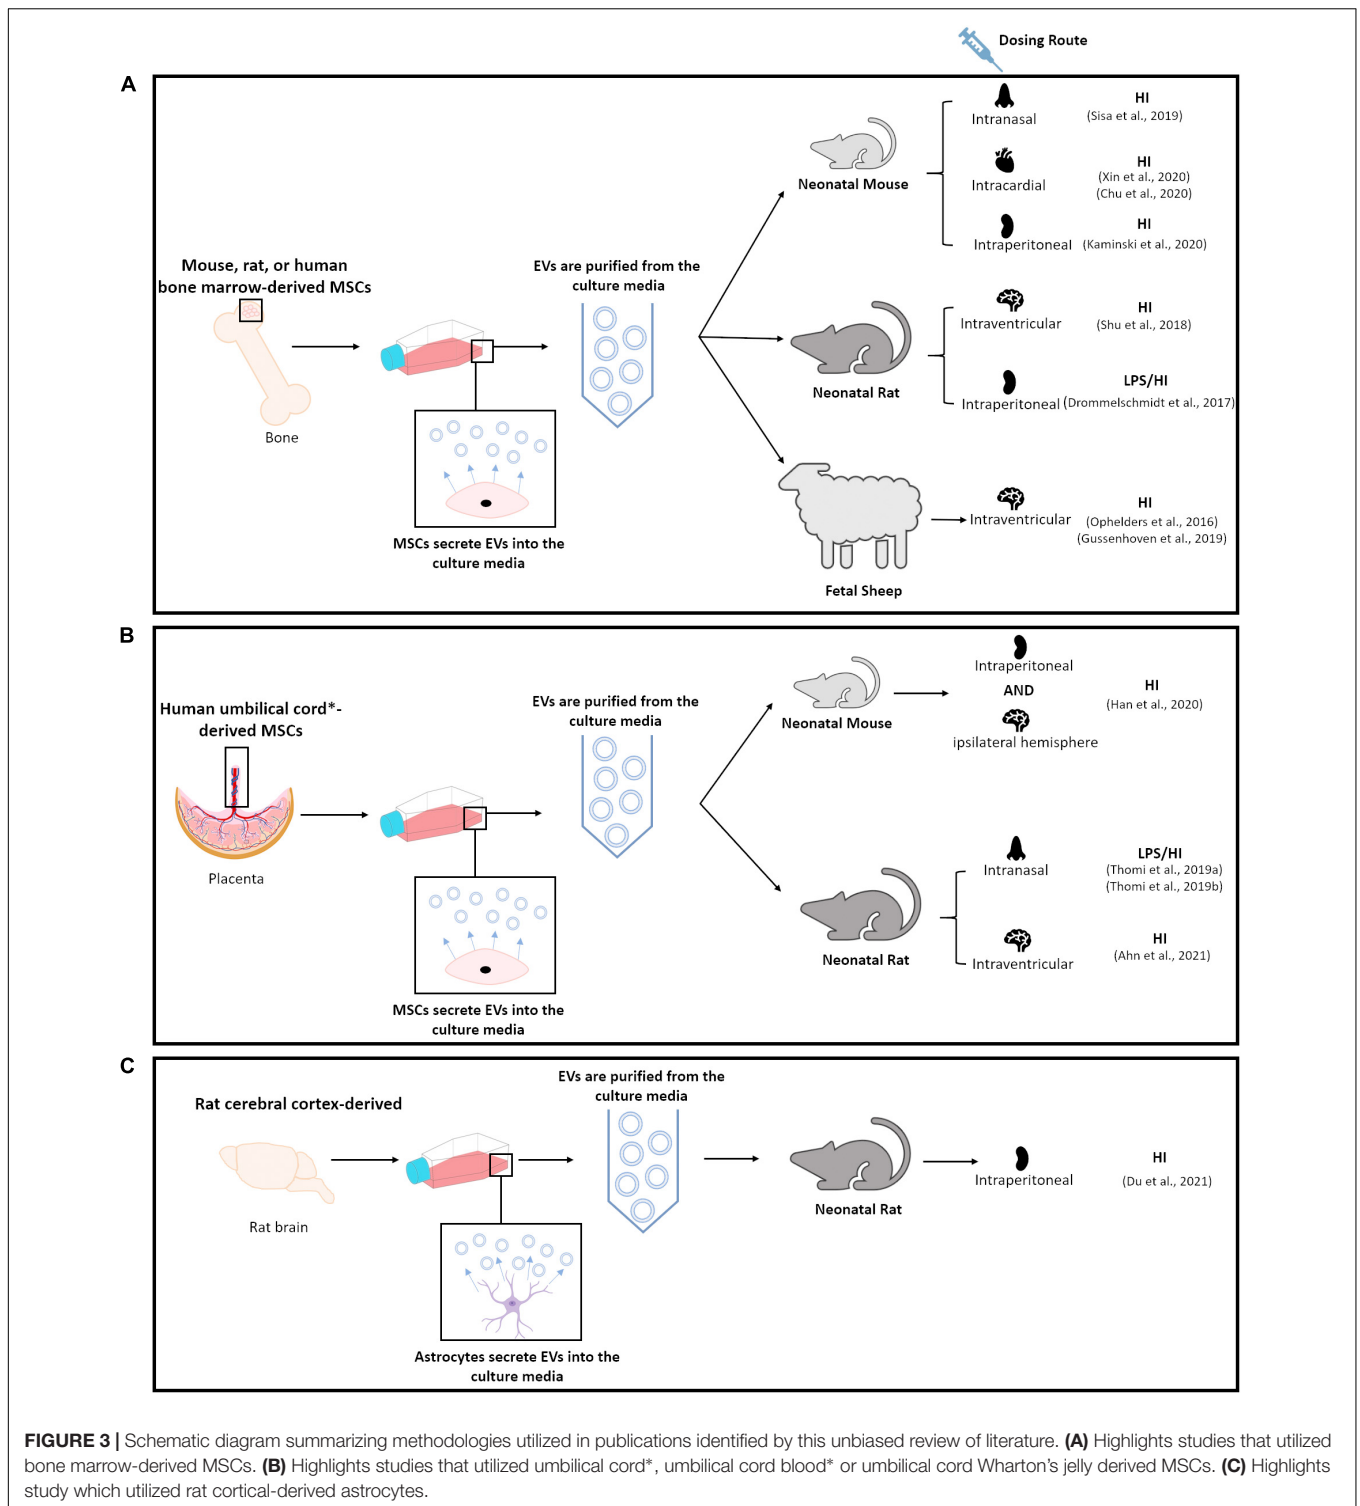 Dosing Route
A
Mouse, rat, or human
bone marrow-derived MSCs
Bone
MSCs secrete EVs into the
culture media
EVs are purified from the
culture media
Neonatal Mouse
Intranasal
HI
(Sisa et al., 2019)
Intracardial
HI
(Xin et al., 2020)
(Chu et al., 2020)
Intraperitoneal
HI
(Kaminski et al., 2020)
Neonatal Rat
Intraventricular
HI
(Shu et al., 2018)
Intraperitoneal
LPS/HI
(Drommelschmidt et al., 2017)
Fetal Sheep
Intraventricular
HI
(Ophelders et al., 2016)
(Gussenhoven et al., 2019)
B
Human umbilical cord*-
derived MSCs
Placenta
MSCs secrete EVs into the
culture media
EVs are purified from the
culture media
Neonatal Mouse
Intraperitoneal
AND
ipsilateral hemisphere
HI
(Han et al., 2020)
Neonatal Rat
Intranasal
LPS/HI
(Thomi et al., 2019a)
(Thomi et al., 2019b)
Intraventricular
HI
(Ahn et al., 2021)
C
Rat cerebral cortex-derived
Rat brain
Astrocytes secrete EVs into the
culture media
EVs are purified from the
culture media
Neonatal Rat
Intraperitoneal
HI
(Du et al., 2021)
FIGURE 3 | Schematic diagram summarizing methodologies utilized in publications identified by this unbiased review of literature. (A) Highlights studies that utilized
bone marrow-derived MSCs. (B) Highlights studies that utilized umbilical cord*, umbilical cord blood* or umbilical cord Wharton's jelly derived MSCs. (C) Highlights
study which utilized rat cortical-derived astrocytes.